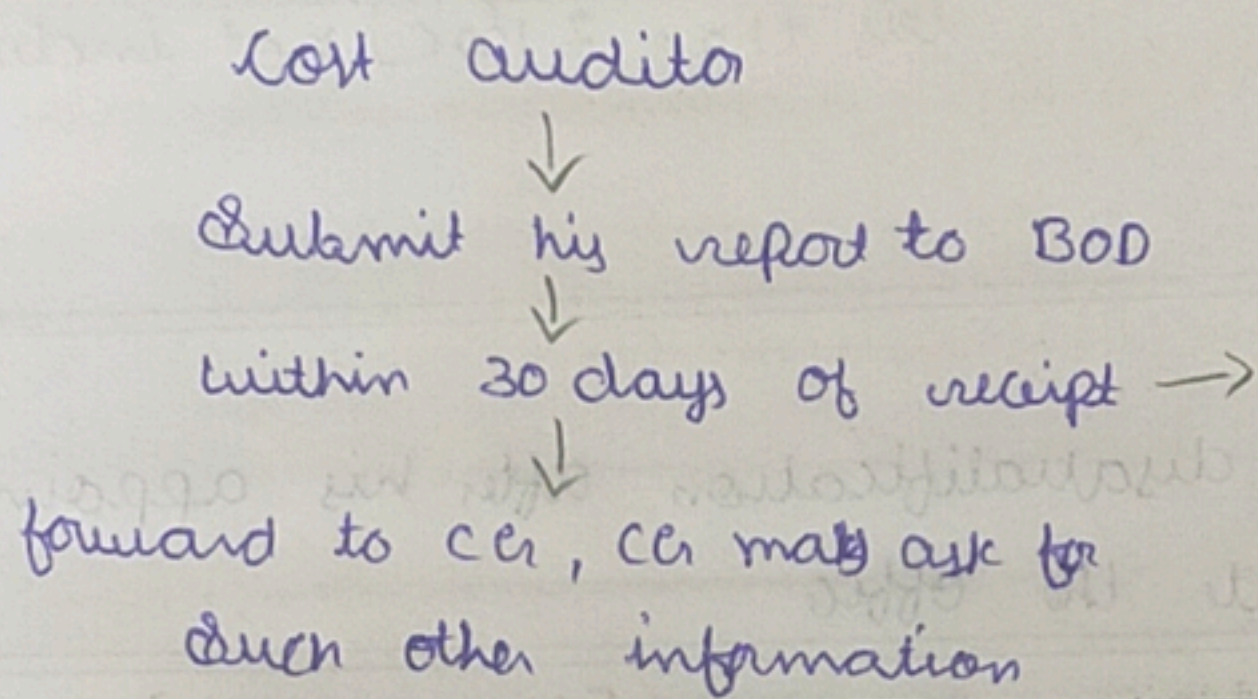 Cost auditor
↓
Submit his report to BOD
↓
within 30 days of receipt →
↓
forward to CG, CG may ask for
such other information